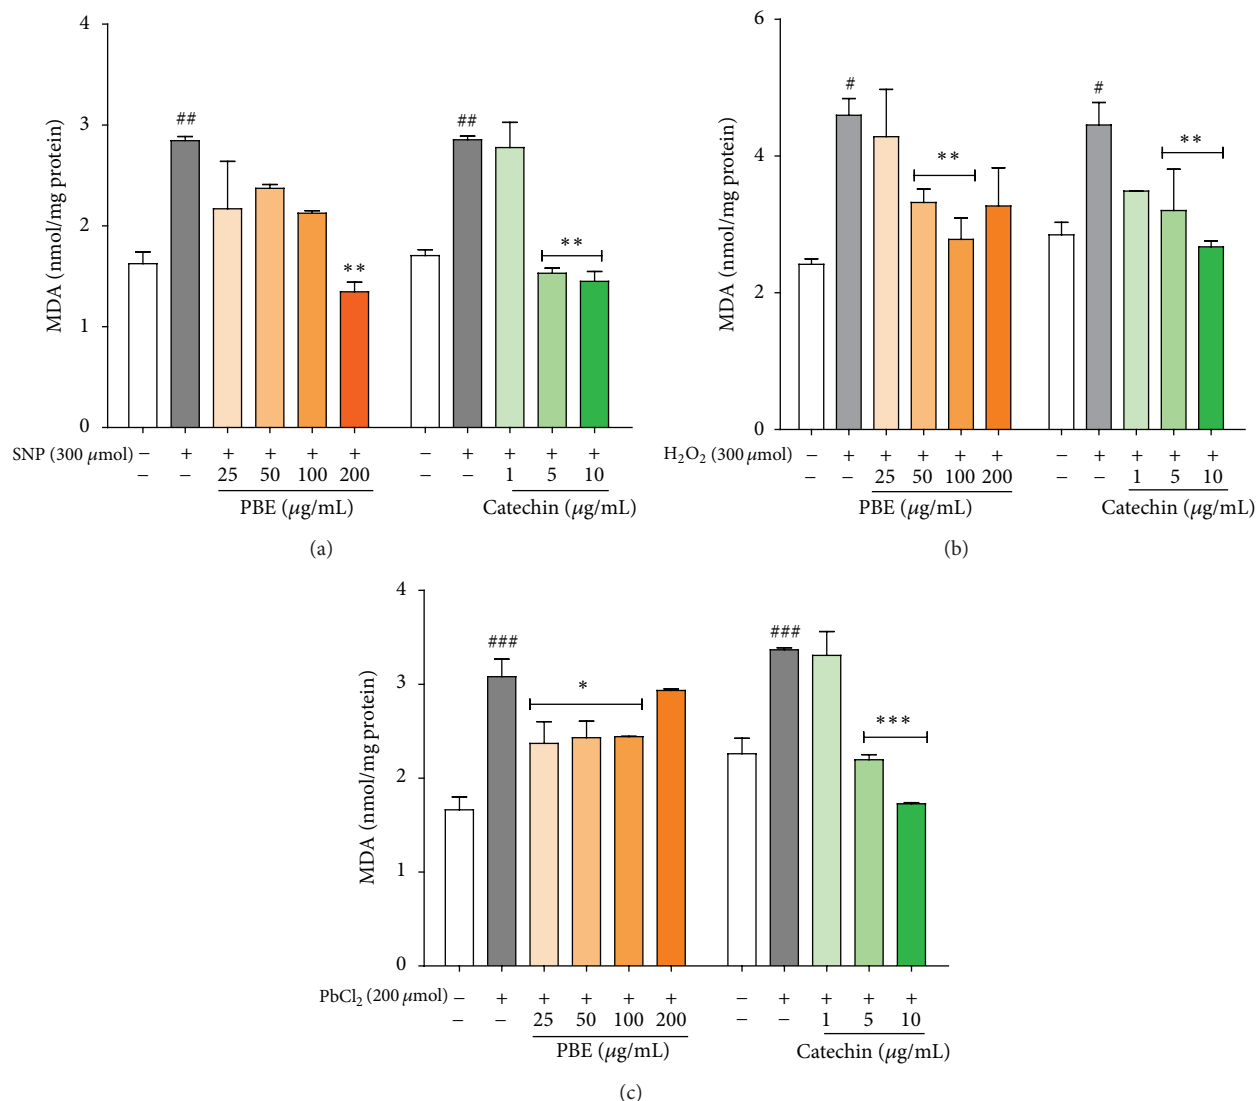 4
3
2
1
0
MDA (nmol/mg protein)
##
**
##
**
SNP (300 μmol) − + + + + + − + + + +
− − 25 50 100 200 − − 1 5 10
PBE (μg/mL) Catechin (μg/mL)
(a)
6
4
2
0
MDA (nmol/mg protein)
#
**
#
**
H₂O₂ (300 μmol) − + + + + + − + + + +
− − 25 50 100 200 − − 1 5 10
PBE (μg/mL) Catechin (μg/mL)
(b)
4
3
2
1
0
MDA (nmol/mg protein)
###
*
###
***
PbCl₂ (200 μmol) − + + + + + − + + + +
− − 25 50 100 200 − − 1 5 10
PBE (μg/mL) Catechin (μg/mL)
(c)